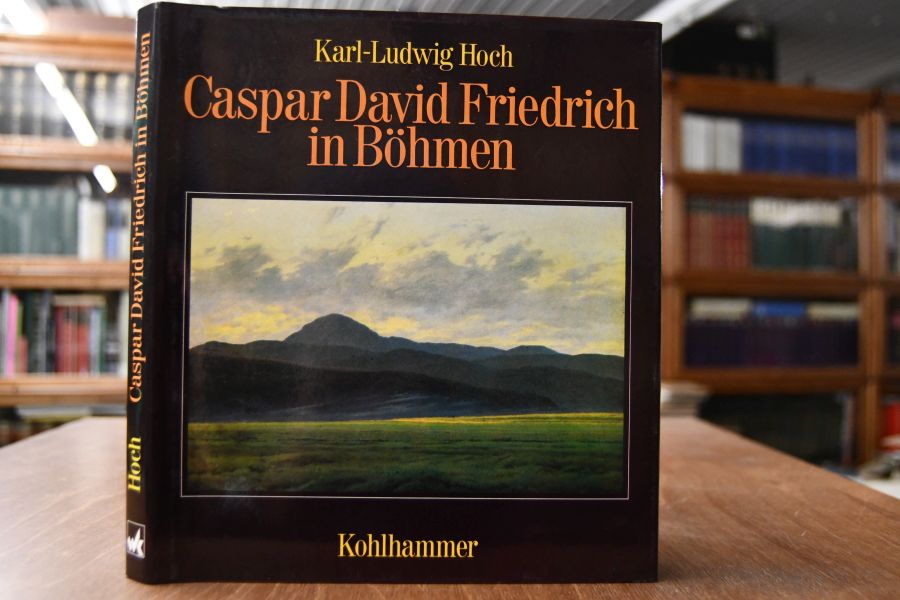 Karl-Ludwig Hoch
Caspar David Friedrich
in Böhmen
Kohlhammer
Hoch Caspar David Friedrich in Böhmen